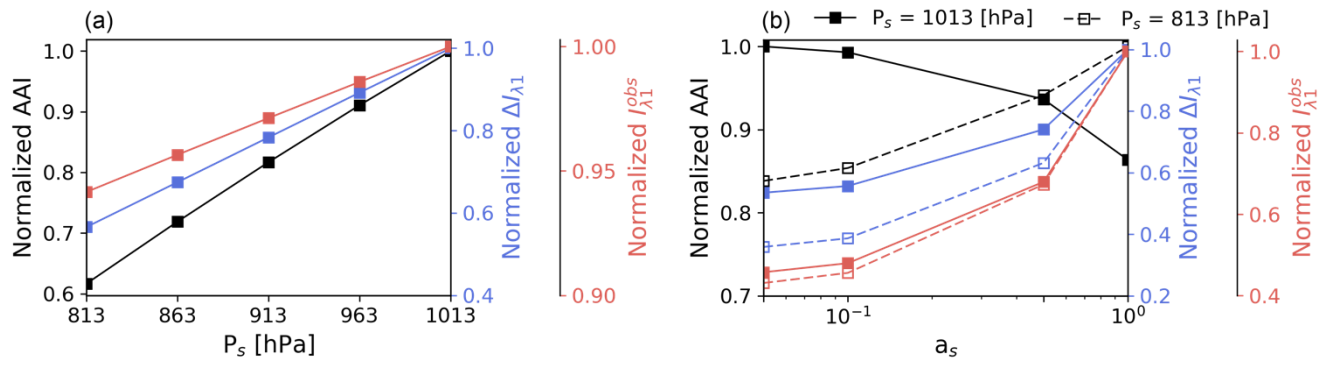 (a)
1.0
0.9
0.8
0.7
0.6
Normalized AAI
813 863 913 963 1013
P_s [hPa]
1.0
0.8
0.6
0.4
Normalized ΔI_λ1
1.00
0.95
0.90
Normalized I^obs_λ1
(b)
P_s = 1013 [hPa] P_s = 813 [hPa]
1.0
0.9
0.8
0.7
Normalized AAI
10⁻¹ 10⁰
a_s
1.0
0.8
0.6
0.4
0.2
Normalized ΔI_λ1
1.0
0.8
0.6
0.4
Normalized I^obs_λ1